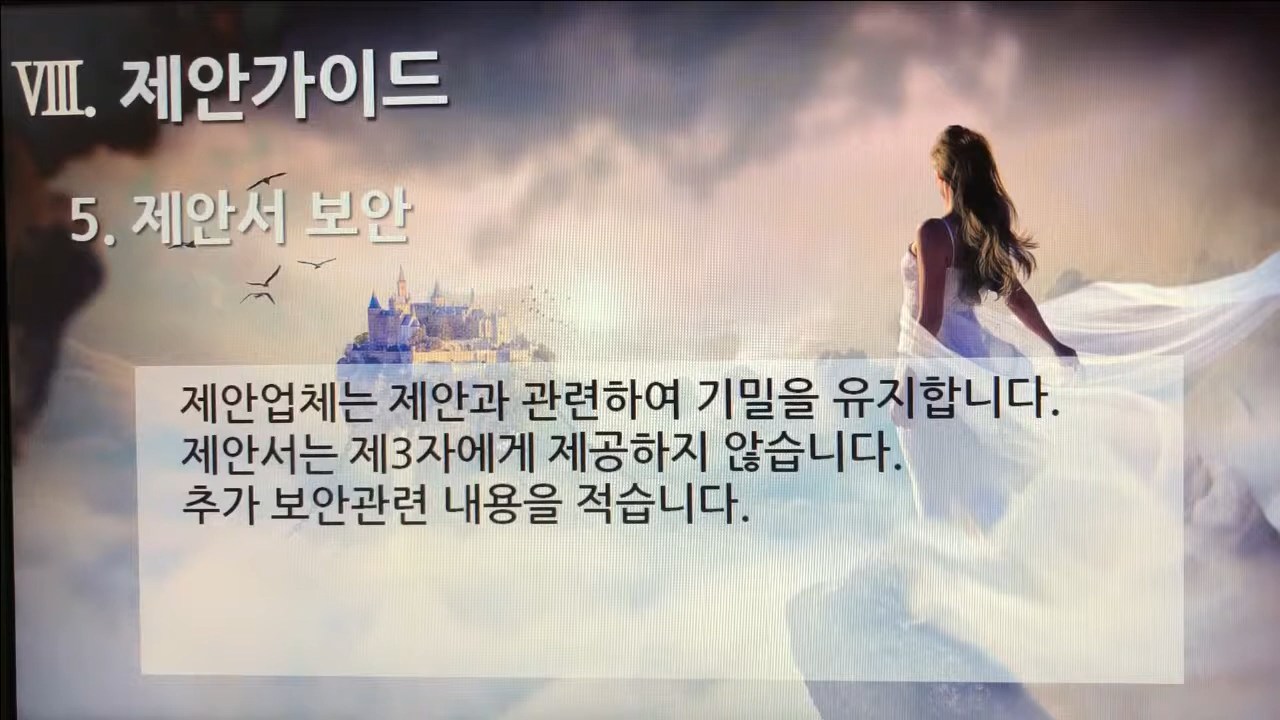 Ⅷ. 제안가이드
5. 제안서 보안
제안업체는 제안과 관련하여 기밀을 유지합니다.
제안서는 제3자에게 제공하지 않습니다.
추가 보안관련 내용을 적습니다.